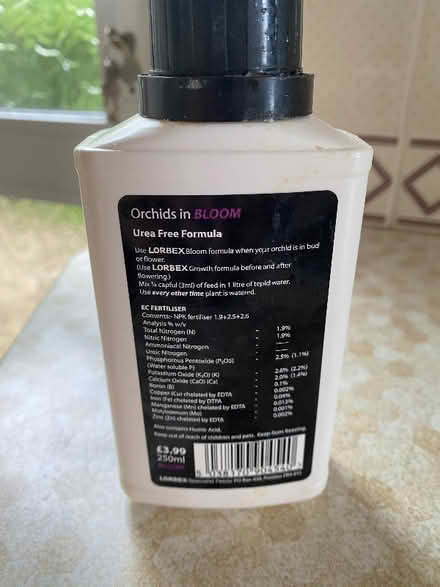 Orchids in BLOOM
Urea Free Formula
Use LORBEX Bloom formula when your orchid is in bud
or flower.
(Use LORBEX Growth formula before and after
flowering.)
Mix ¼ capful (3ml) of feed in 1 litre of tepid water.
Use every other time plant is watered.
EC FERTILISER
Contents:- NPK fertiliser 1.9+2.5+2.6
Analysis % w/v
Total Nitrogen (N) - 1.9%
Nitric Nitrogen - 1.9%
Ammoniacal Nitrogen
Ureic Nitrogen
Phosphorous Pentoxide (P₂O₅) - 2.5% (1.1%)
(Water soluble P)
Potassium Oxide (K₂O) (K) - 2.6% (2.2%)
Calcium Oxide (CaO) (Ca) - 2.0% (1.4%)
Boron (B) - 0.1%
Copper (Cu) chelated by EDTA - 0.002%
Iron (Fe) chelated by DTPA - 0.04%
Manganese (Mn) chelated by EDTA - 0.013%
Molybdenum (Mo) - 0.001%
Zinc (Zn) chelated by EDTA - 0.002%
Also contains Humic Acid.
Keep out of reach of children and pets. Keep from freezing.
£3.99
250ml
BLOOM
LORBEX Specialist Feeds PO Box